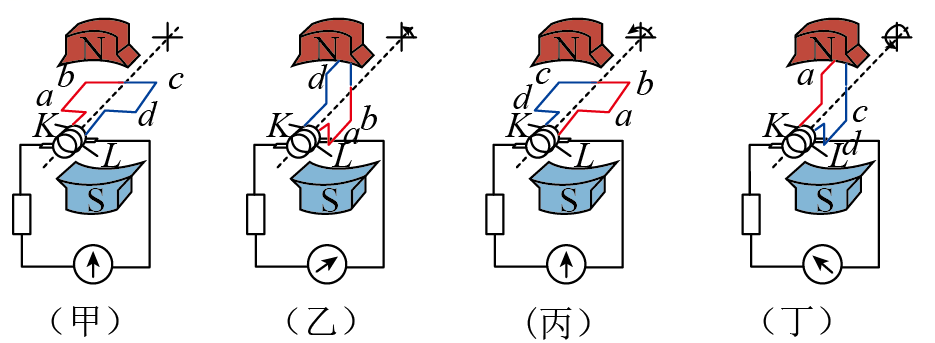 N N N N
b c a d K L S
d b a K L S
c b d a K L S
a c d K L S
(甲) (乙) (丙) (丁)